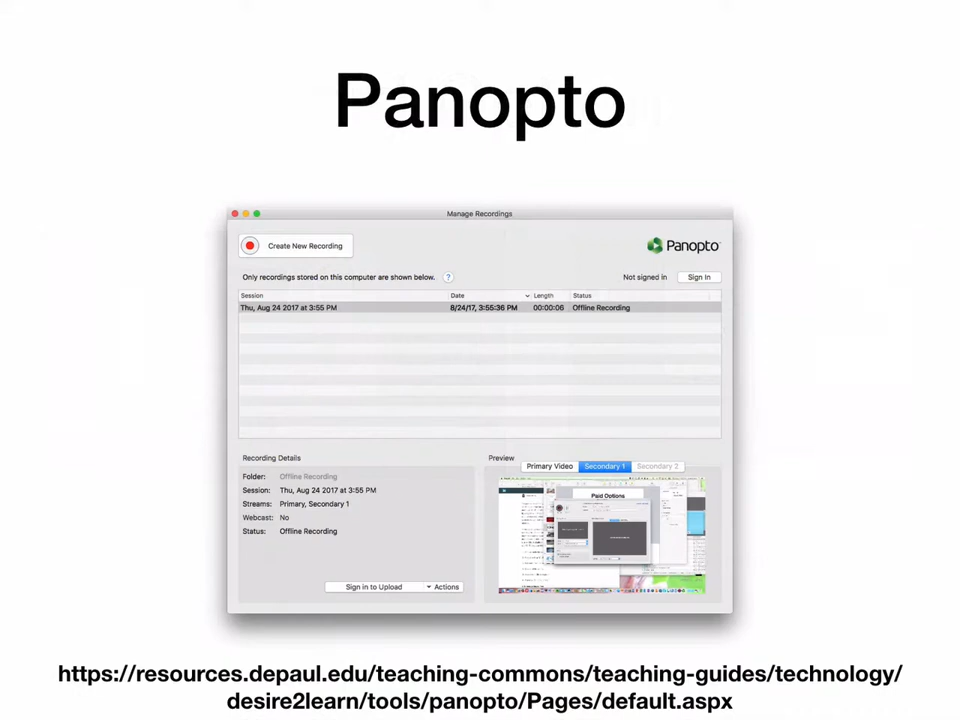 Panopto
Manage Recordings
Create New Recording
Panopto
Only recordings stored on this computer are shown below. ?
Not signed in Sign In
Session Date Length Status
Thu, Aug 24 2017 at 3:55 PM 8/24/17, 3:55:36 PM 00:00:06 Offline Recording
Recording Details
Folder: Offline Recording
Session: Thu, Aug 24 2017 at 3:55 PM
Streams: Primary, Secondary 1
Webcast: No
Status: Offline Recording
Sign in to Upload Actions
Preview
Primary Video Secondary 1 Secondary 2
Paid Options
https://resources.depaul.edu/teaching-commons/teaching-guides/technology/
desire2learn/tools/panopto/Pages/default.aspx